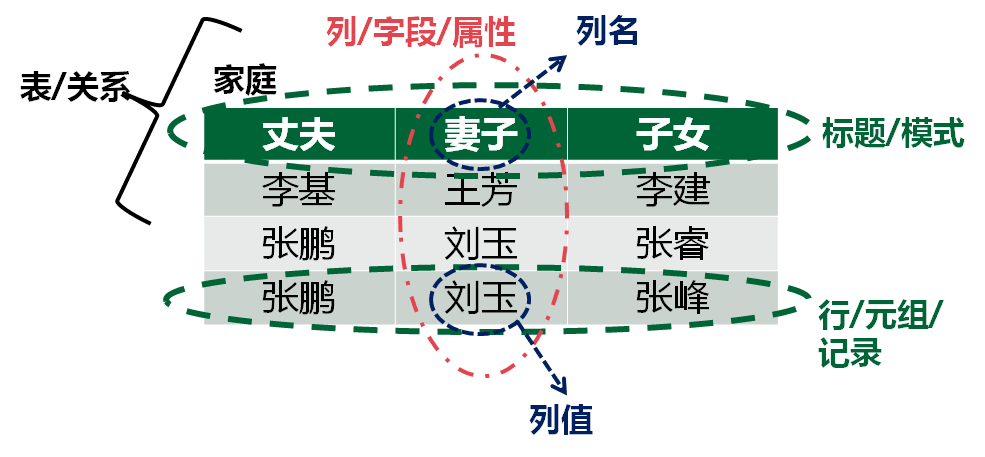 列/字段/属性
列名
表/关系
家庭
丈夫 妻子 子女
标题/模式
李基 王芳 李建
张鹏 刘玉 张睿
张鹏 刘玉 张峰
行/元组/
记录
列值